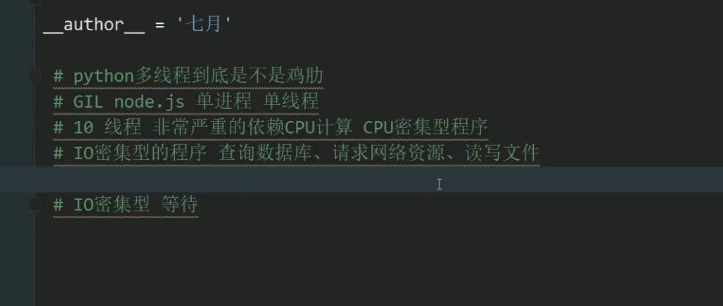 __author__ = '七月'
# python多线程到底是不是鸡肋
# GIL node.js 单进程 单线程
# 10 线程 非常严重的依赖CPU计算 CPU密集型程序
# IO密集型的程序 查询数据库、请求网络资源、读写文件
# IO密集型 等待